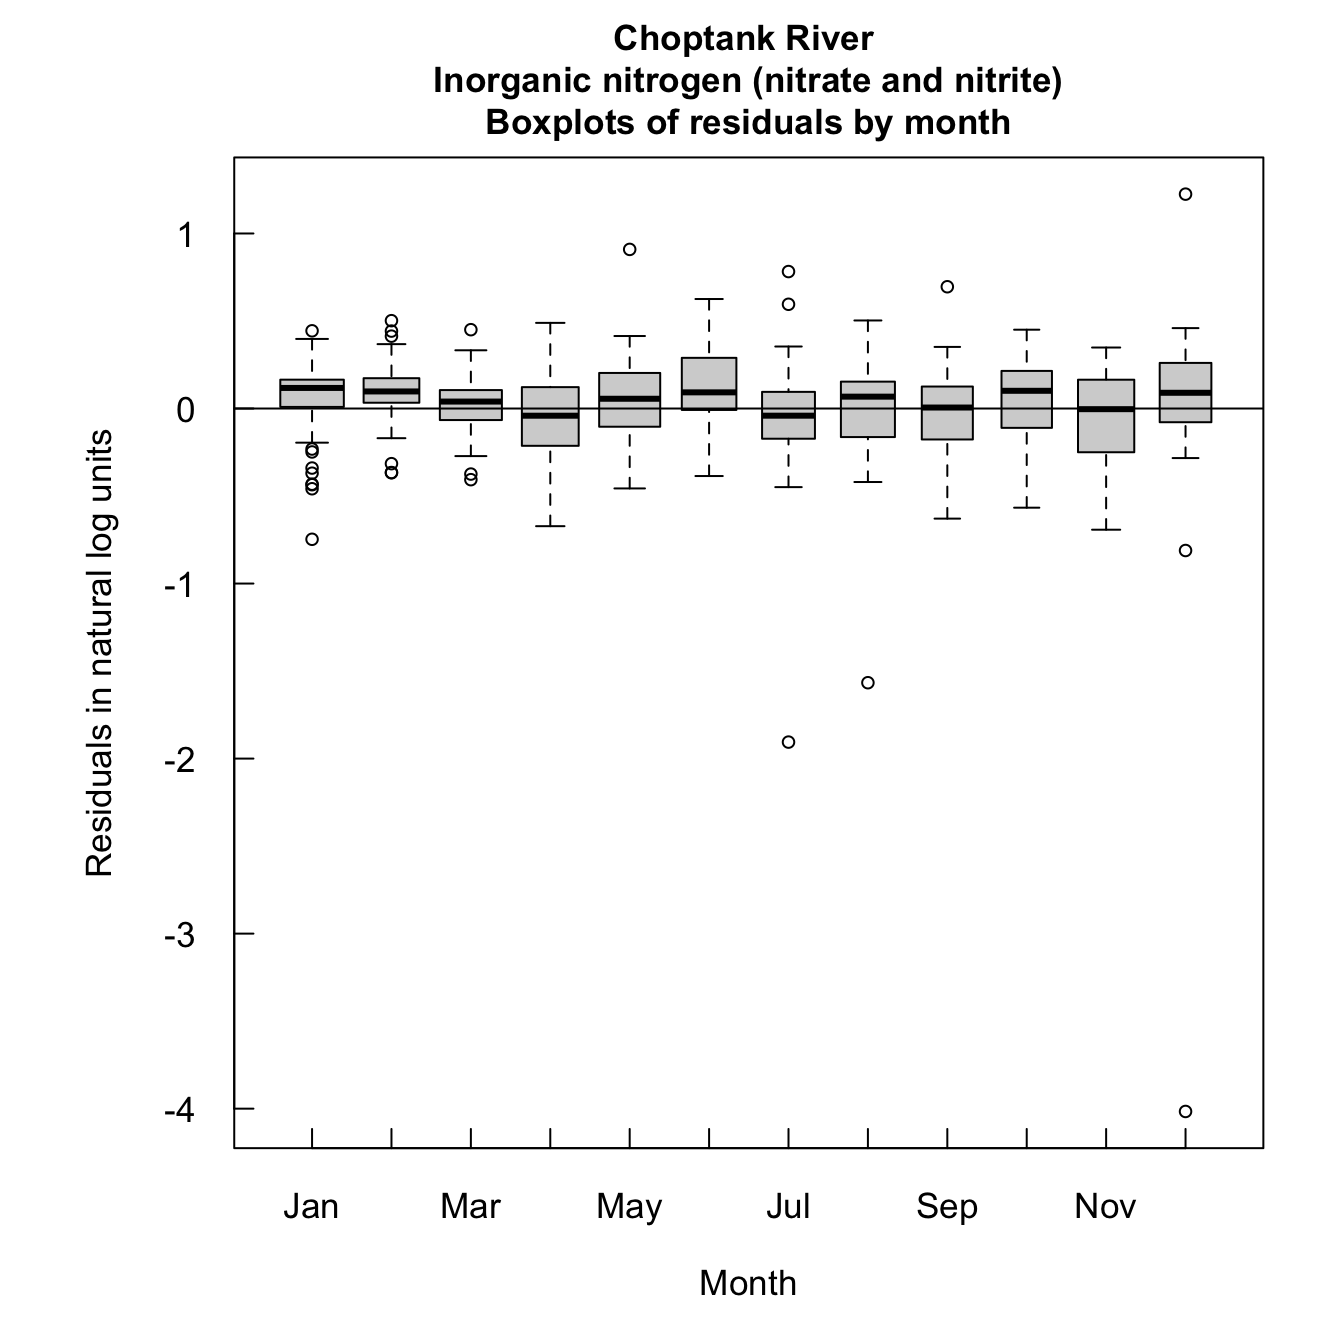 Choptank River
Inorganic nitrogen (nitrate and nitrite)
Boxplots of residuals by month
Residuals in natural log units
1
0
-1
-2
-3
-4
Jan Mar May Jul Sep Nov
Month